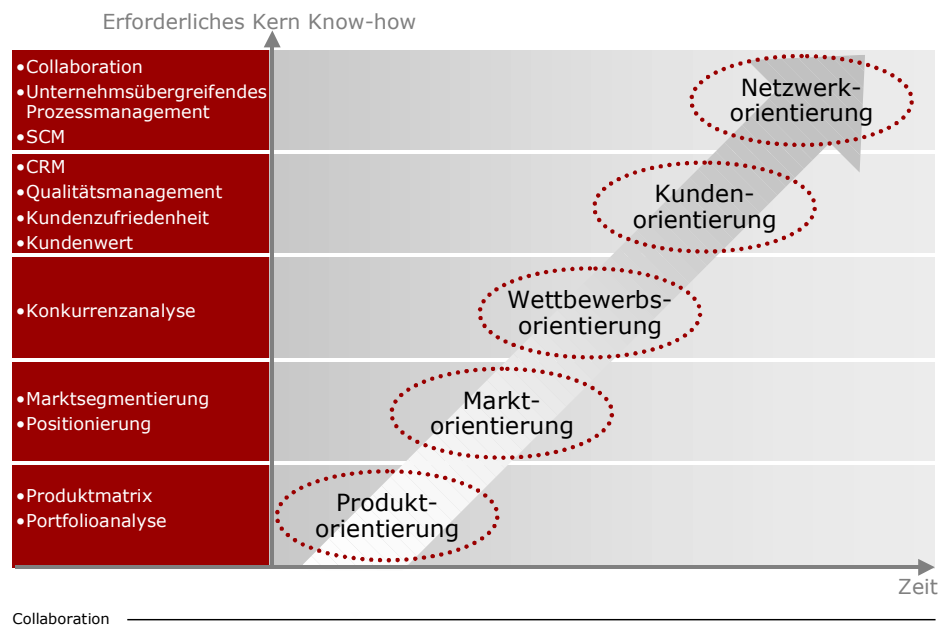 Erforderliches Kern Know-how
•Collaboration
•Unternehmsübergreifendes
Prozessmanagement
•SCM
Netzwerk-
orientierung
•CRM
•Qualitätsmanagement
•Kundenzufriedenheit
•Kundenwert
Kunden-
orientierung
•Konkurrenzanalyse
Wettbewerbs-
orientierung
•Marktsegmentierung
•Positionierung
Markt-
orientierung
•Produktmatrix
•Portfolioanalyse
Produkt-
orientierung
Zeit
Collaboration